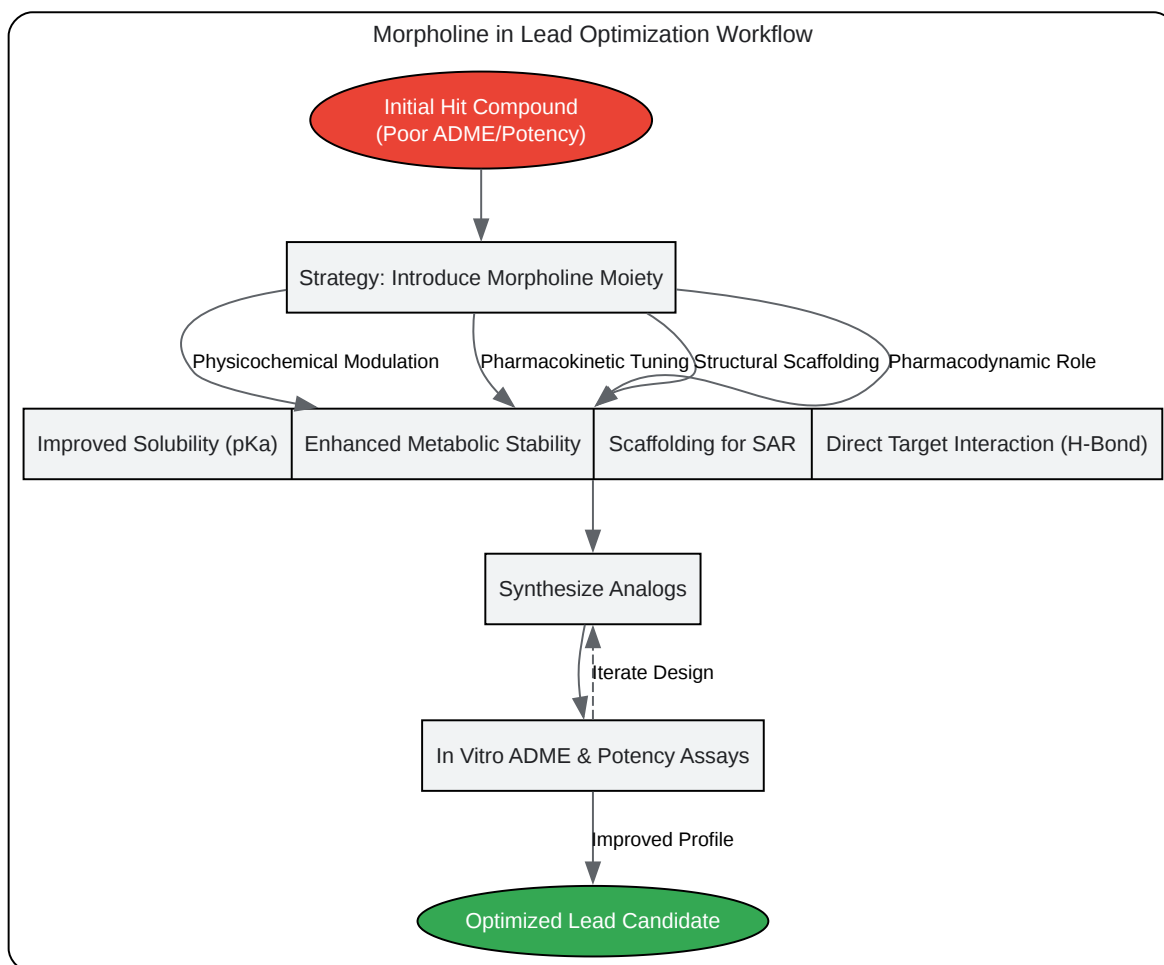 Morpholine in Lead Optimization Workflow
Initial Hit Compound
(Poor ADME/Potency)
Strategy: Introduce Morpholine Moiety
Physicochemical Modulation
Pharmacokinetic Tuning
Structural Scaffolding
Pharmacodynamic Role
Improved Solubility (pKa)
Enhanced Metabolic Stability
Scaffolding for SAR
Direct Target Interaction (H-Bond)
Synthesize Analogs
Iterate Design
In Vitro ADME & Potency Assays
Improved Profile
Optimized Lead Candidate